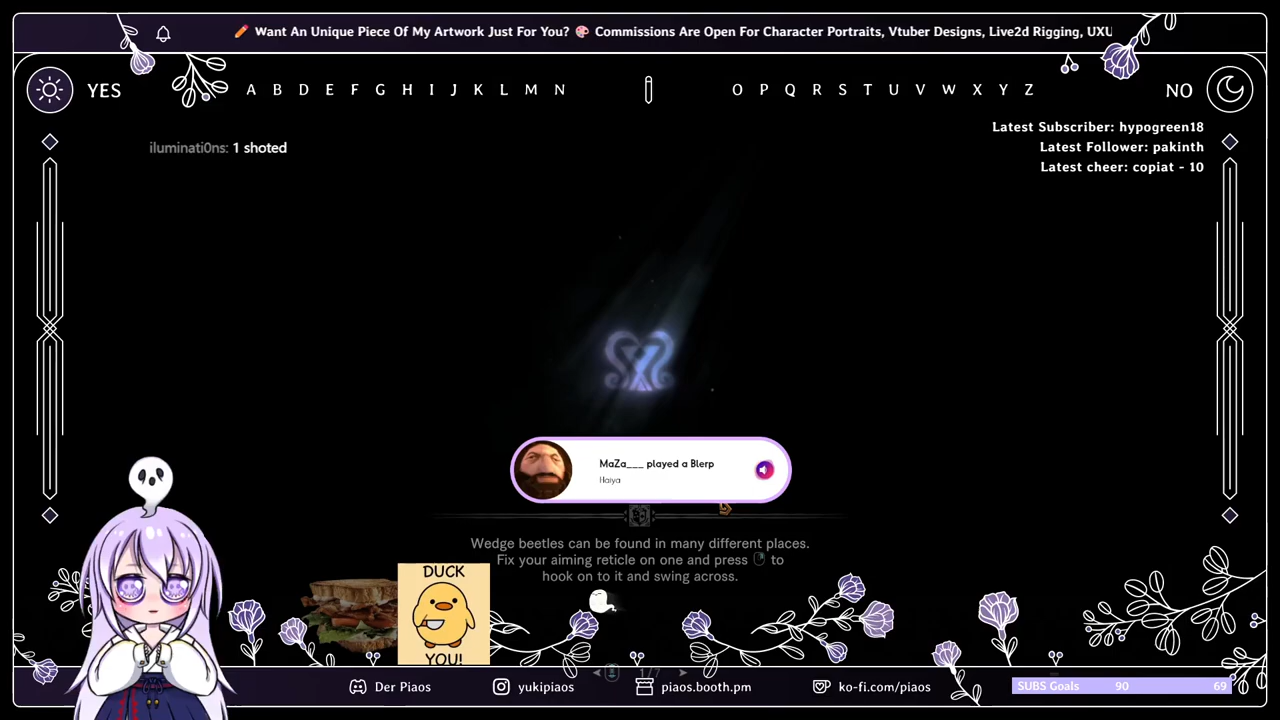 Want An Unique Piece Of My Artwork Just For You? 🎨 Commissions Are Open For Character Portraits, Vtuber Designs, Live2d Rigging, UXU
YES
A B D E F G H I J K L M N
O P Q R S T U V W X Y Z
NO
Latest Subscriber: hypogreen18
Latest Follower: pakinth
Latest cheer: copiat - 10
iluminati0ns: 1 shoted
MaZa___ played a Blerp
Haiya
Wedge beetles can be found in many different places.
Fix your aiming reticle on one and press to
hook on to it and swing across.
DUCK
YOU!
1/7
Der Piaos
yukipiaos
piaos.booth.pm
ko-fi.com/piaos
SUBS Goals 90 69